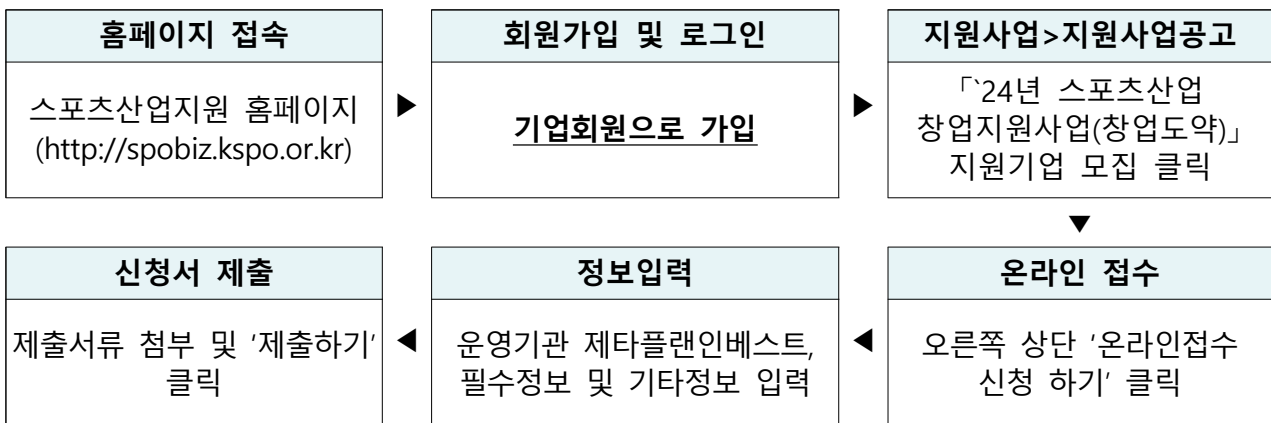 홈페이지 접속
스포츠산업지원 홈페이지
(http://spobiz.kspo.or.kr)
▶
회원가입 및 로그인
기업회원으로 가입
▶
지원사업>지원사업공고
「`24년 스포츠산업
창업지원사업(창업도약)」
지원기업 모집 클릭
▼
온라인 접수
오른쪽 상단 '온라인접수
신청 하기' 클릭
◀
정보입력
운영기관 제타플랜인베스트,
필수정보 및 기타정보 입력
◀
신청서 제출
제출서류 첨부 및 '제출하기'
클릭